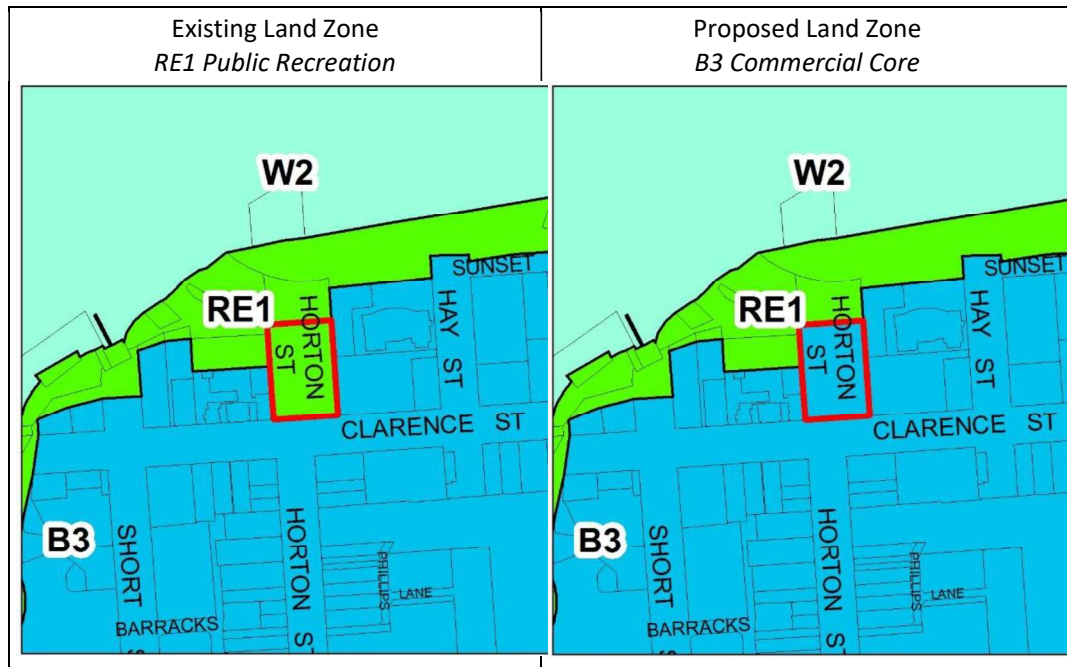 Existing Land Zone
RE1 Public Recreation
Proposed Land Zone
B3 Commercial Core
W2
SUNSET
RE1
HORTON
ST
HAY ST
CLARENCE ST
B3
SHORT
HORTON S
PHILLIPS
LANE
BARRACKS
W2
SUNSET
RE1
HORTON
ST
HAY ST
CLARENCE ST
B3
SHORT
HORTON S
PHILLIPS
LANE
BARRACKS